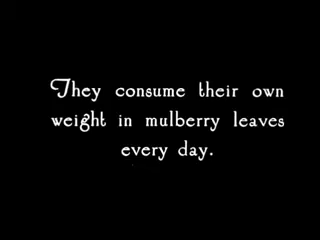 They consume their own
weight in mulberry leaves
every day.